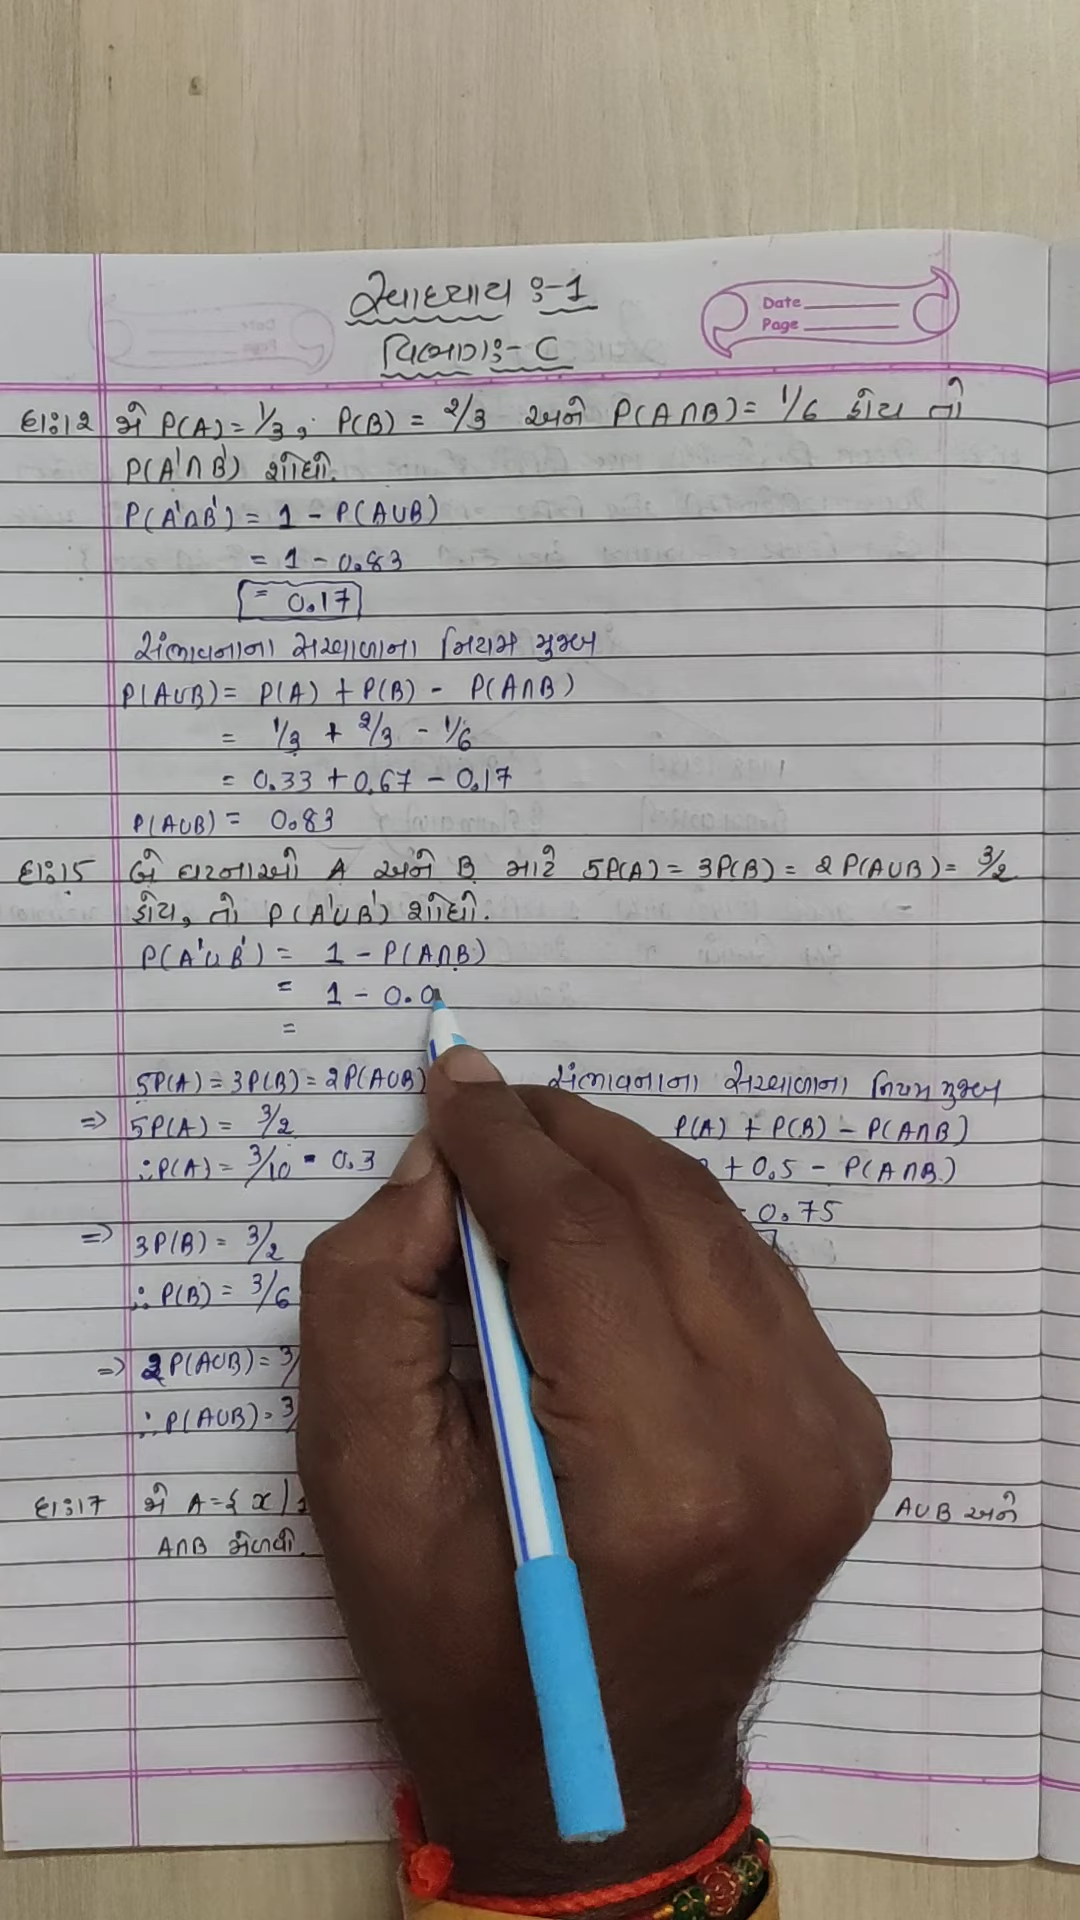 સ્વાધ્યાય :- 1
વિભાગ :- C
Date
Page
દા:12 જો P(A) = 1/3, P(B) = 2/3 અને P(A∩B) = 1/6 હોય તો
P(A'∩B') શોધો.
P(A'∩B') = 1 - P(A∪B)
= 1 - 0.83
= 0.17
સંભાવનાના સરવાળાના નિયમ મુજબ
P(A∪B) = P(A) + P(B) - P(A∩B)
= 1/3 + 2/3 - 1/6
= 0.33 + 0.67 - 0.17
P(A∪B) = 0.83
દા:15 બે ઘટનાઓ A અને B માટે 5P(A) = 3P(B) = 2P(A∪B) = 3/2
હોય, તો P(A'∪B') શોધો.
P(A'∪B') = 1 - P(A∩B)
= 1 - 0.0
=
5P(A) = 3P(B) = 2P(A∪B)
⇒ 5P(A) = 3/2
∴ P(A) = 3/10 = 0.3
⇒ 3P(B) = 3/2
∴ P(B) = 3/6
⇒ 2P(A∪B) = 3/
∴ P(A∪B) = 3/
સંભાવનાના સરવાળાના નિયમ મુજબ
P(A) + P(B) - P(A∩B)
+ 0.5 - P(A∩B)
- 0.75
દા:17 જો A = { x / 1 A∪B અને
A∩B મેળવો.